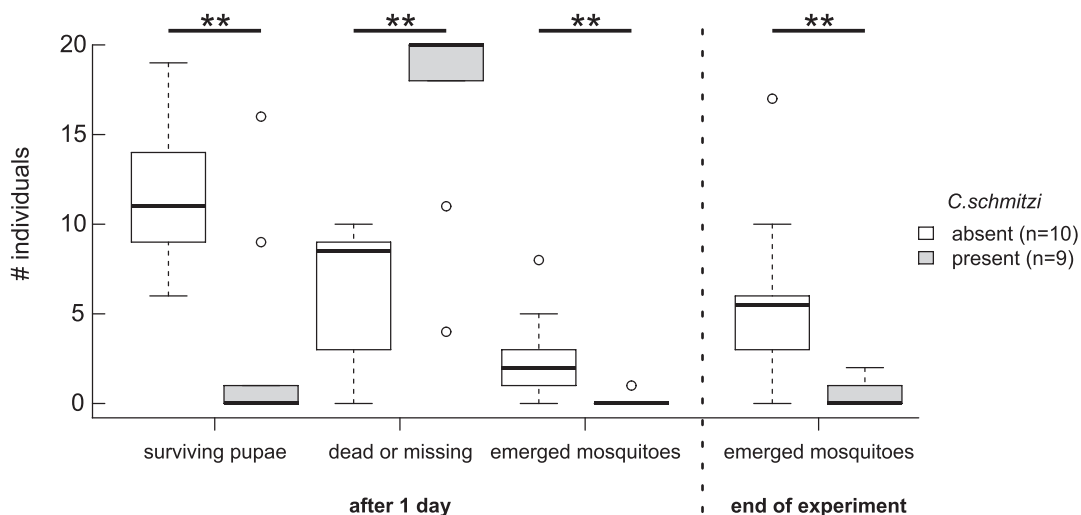 ** ** ** **
20
15
10
5
0
# individuals
surviving pupae dead or missing emerged mosquitoes emerged mosquitoes
after 1 day end of experiment
C.schmitzi
absent (n=10)
present (n=9)